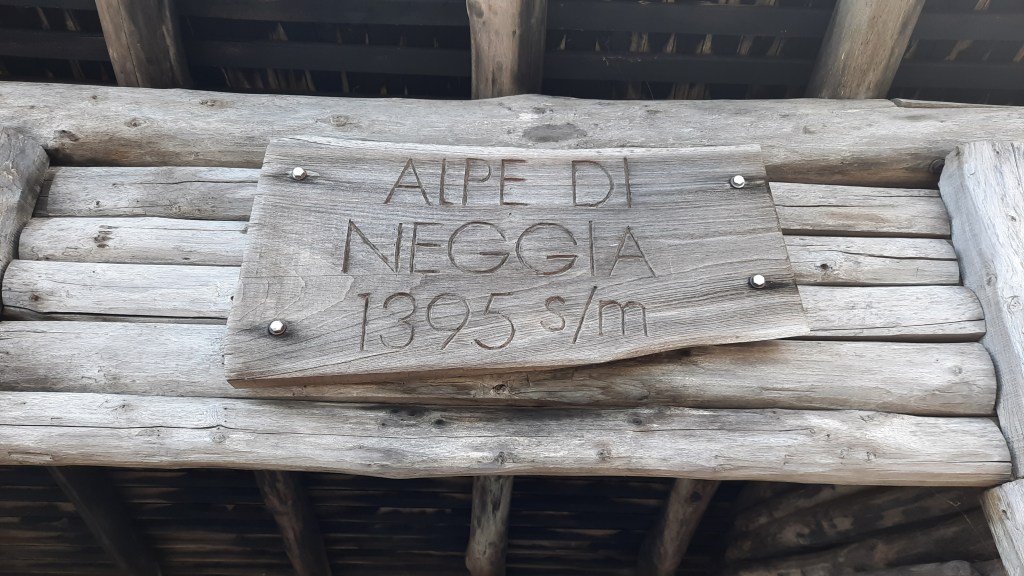 ALPE DI
NEGGIA
1395 s/m